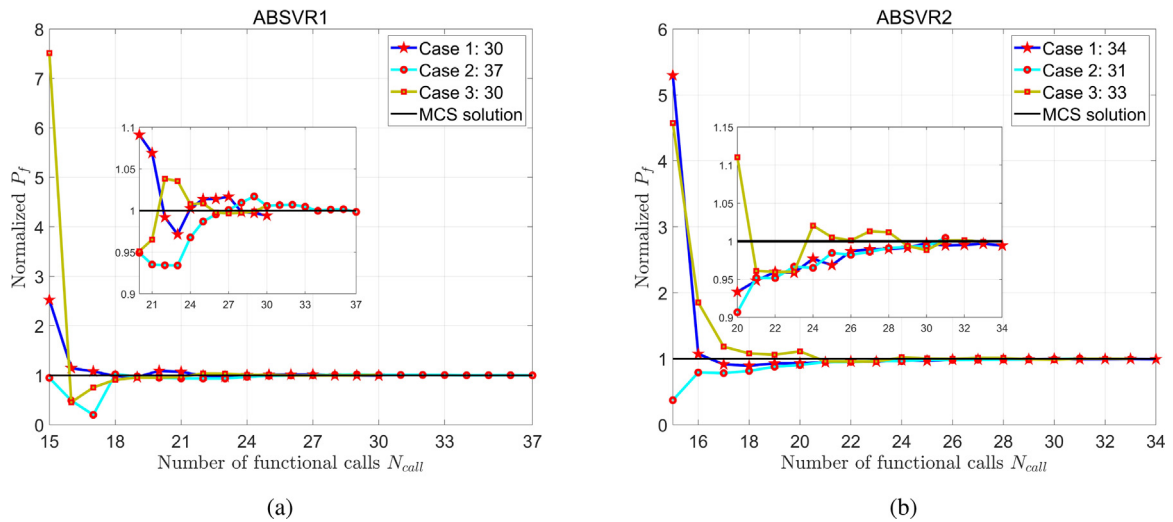 ABSVR1
8
7
6
5
4
3
2
1
0
Normalized P_f
Case 1: 30
Case 2: 37
Case 3: 30
MCS solution
1.1
1.05
1
0.95
0.9
21 24 27 30 33 37
15 18 21 24 27 30 33 37
Number of functional calls N_call
(a)
ABSVR2
6
5
4
3
2
1
0
Normalized P_f
Case 1: 34
Case 2: 31
Case 3: 33
MCS solution
1.15
1.1
1.05
1
0.95
0.9
20 22 24 26 28 30 32 34
15 16 18 20 22 24 26 28 30 32 34
Number of functional calls N_call
(b)